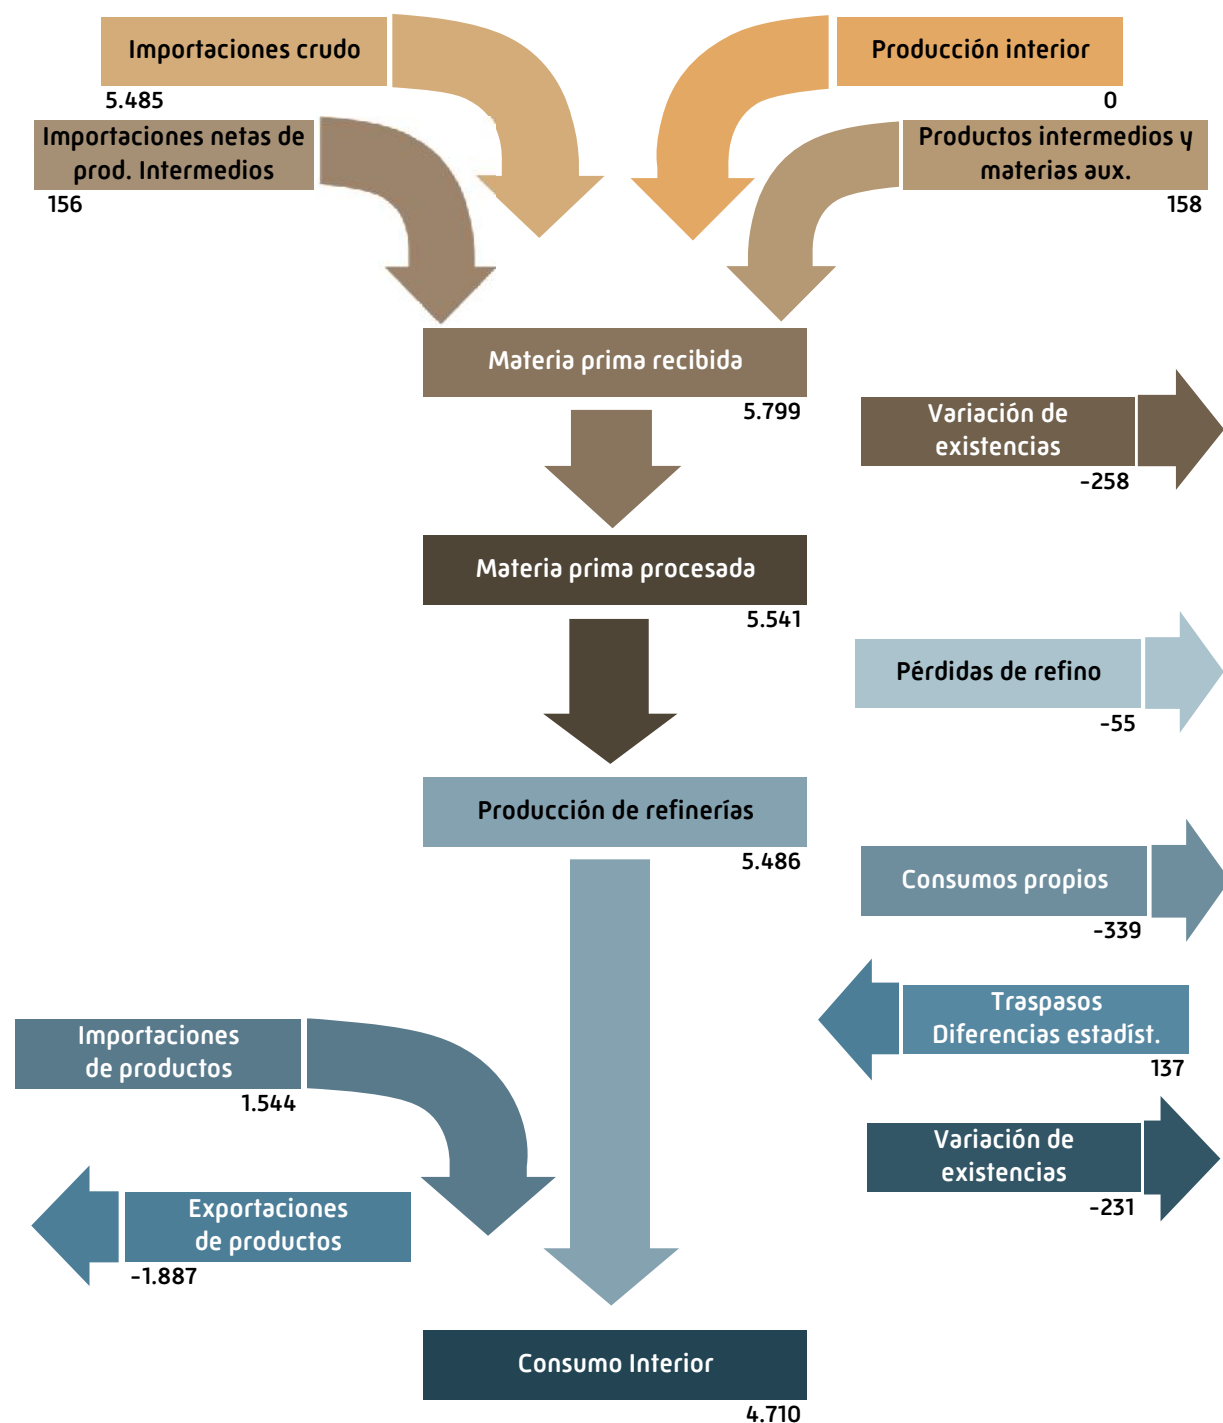 Importaciones crudo
5.485
Producción interior
0
Importaciones netas de
prod. Intermedios
156
Productos intermedios y
materias aux.
158
Materia prima recibida
5.799
Variación de
existencias
-258
Materia prima procesada
5.541
Pérdidas de refino
-55
Producción de refinerías
5.486
Consumos propios
-339
Traspasos
Diferencias estadíst.
137
Importaciones
de productos
1.544
Variación de
existencias
-231
Exportaciones
de productos
-1.887
Consumo Interior
4.710